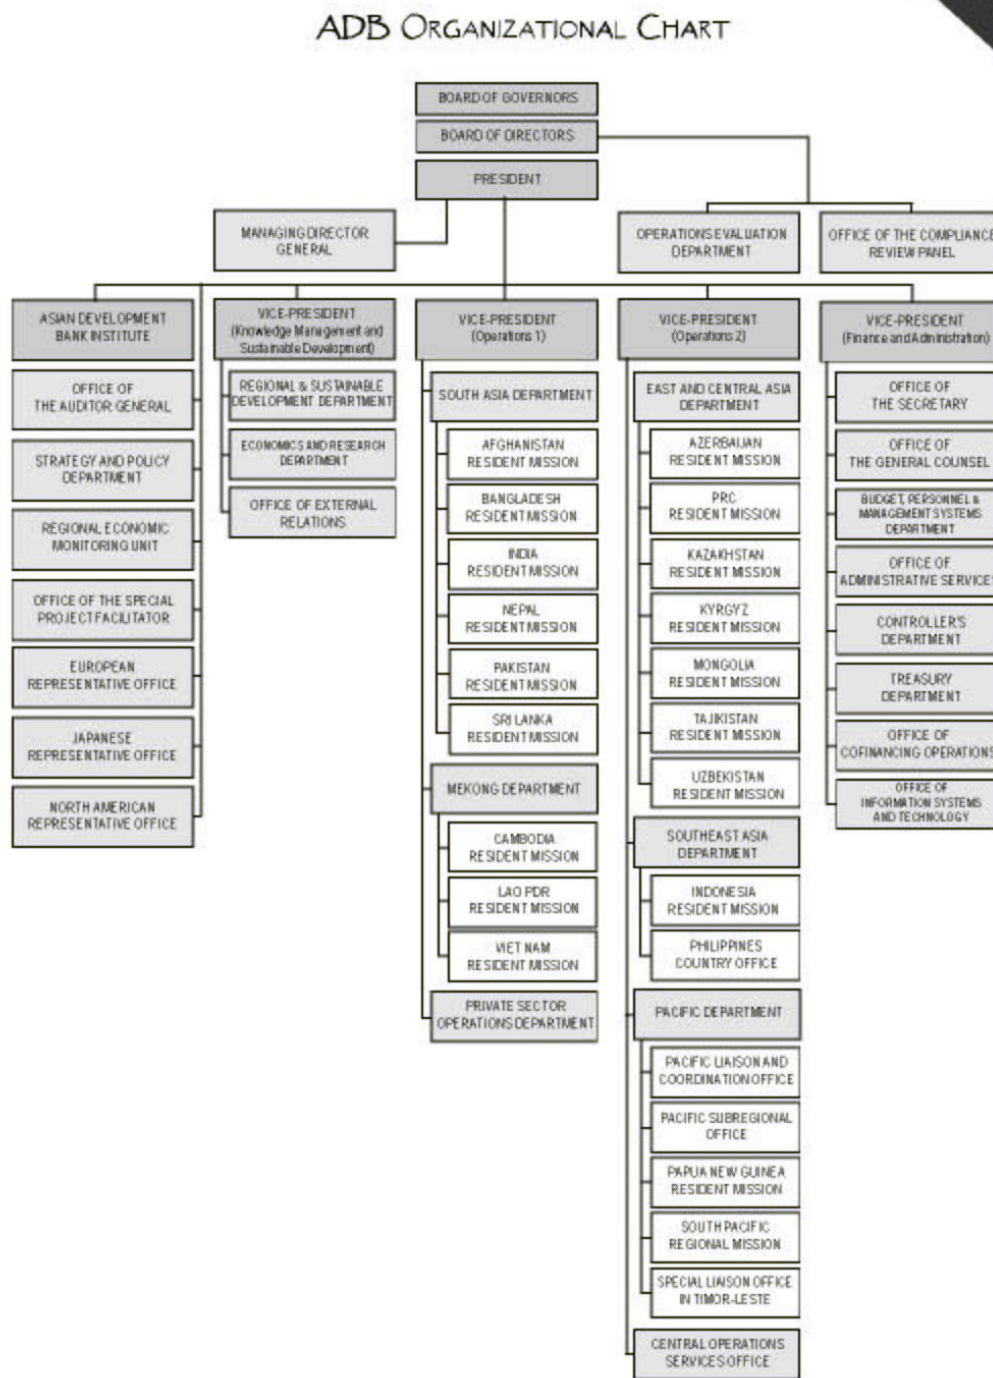 ADB ORGANIZATIONAL CHART
BOARD OF GOVERNORS
BOARD OF DIRECTORS
PRESIDENT
MANAGING DIRECTOR
GENERAL
OPERATIONS EVALUATION
DEPARTMENT
OFFICE OF THE COMPLIANCE
REVIEW PANEL
ASIAN DEVELOPMENT
BANK INSTITUTE
OFFICE OF
THE AUDITOR GENERAL
STRATEGY AND POLICY
DEPARTMENT
REGIONAL ECONOMIC
MONITORING UNIT
OFFICE OF THE SPECIAL
PROJECT FACILITATOR
EUROPEAN
REPRESENTATIVE OFFICE
JAPANESE
REPRESENTATIVE OFFICE
NORTH AMERICAN
REPRESENTATIVE OFFICE
VICE-PRESIDENT
(Knowledge Management and
Sustainable Development)
REGIONAL & SUSTAINABLE
DEVELOPMENT DEPARTMENT
ECONOMICS AND RESEARCH
DEPARTMENT
OFFICE OF EXTERNAL
RELATIONS
VICE-PRESIDENT
(Operations 1)
SOUTH ASIA DEPARTMENT
AFGHANISTAN
RESIDENT MISSION
BANGLADESH
RESIDENT MISSION
INDIA
RESIDENT MISSION
NEPAL
RESIDENT MISSION
PAKISTAN
RESIDENT MISSION
SRI LANKA
RESIDENT MISSION
MEKONG DEPARTMENT
CAMBODIA
RESIDENT MISSION
LAO PDR
RESIDENT MISSION
VIET NAM
RESIDENT MISSION
PRIVATE SECTOR
OPERATIONS DEPARTMENT
VICE-PRESIDENT
(Operations 2)
EAST AND CENTRAL ASIA
DEPARTMENT
AZERBAIJAN
RESIDENT MISSION
PRC
RESIDENT MISSION
KAZAKHSTAN
RESIDENT MISSION
KYRGYZ
RESIDENT MISSION
MONGOLIA
RESIDENT MISSION
TAJIKISTAN
RESIDENT MISSION
UZBEKISTAN
RESIDENT MISSION
SOUTHEAST ASIA
DEPARTMENT
INDONESIA
RESIDENT MISSION
PHILIPPINES
COUNTRY OFFICE
PACIFIC DEPARTMENT
PACIFIC LIAISON AND
COORDINATION OFFICE
PACIFIC SUBREGIONAL
OFFICE
PAPUA NEW GUINEA
RESIDENT MISSION
SOUTH PACIFIC
REGIONAL MISSION
SPECIAL LIAISON OFFICE
IN TIMOR-LESTE
CENTRAL OPERATIONS
SERVICES OFFICE
VICE-PRESIDENT
(Finance and Administration)
OFFICE OF
THE SECRETARY
OFFICE OF
THE GENERAL COUNSEL
BUDGET, PERSONNEL &
MANAGEMENT SYSTEMS
DEPARTMENT
OFFICE OF
ADMINISTRATIVE SERVICES
CONTROLLER'S
DEPARTMENT
TREASURY
DEPARTMENT
OFFICE OF
COFINANCING OPERATIONS
OFFICE OF
INFORMATION SYSTEMS
AND TECHNOLOGY